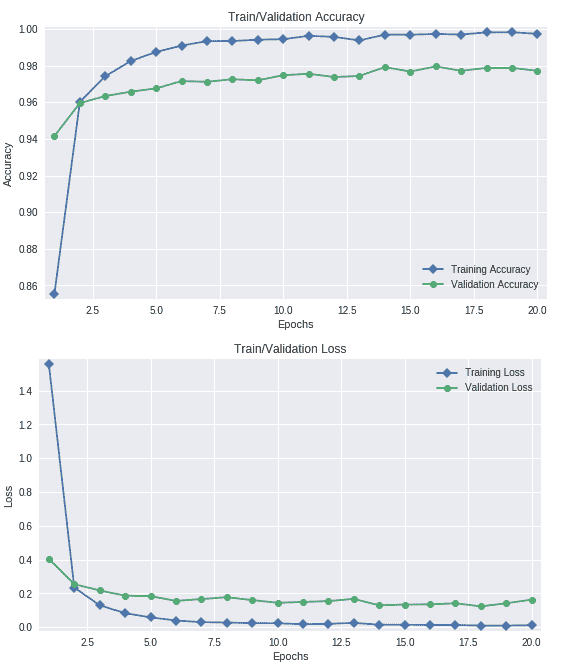 Train/Validation Accuracy
1.00
0.98
0.96
0.94
0.92
0.90
0.88
0.86
Accuracy
Training Accuracy
Validation Accuracy
2.5 5.0 7.5 10.0 12.5 15.0 17.5 20.0
Epochs
Train/Validation Loss
1.4
1.2
1.0
0.8
0.6
0.4
0.2
0.0
Loss
Training Loss
Validation Loss
2.5 5.0 7.5 10.0 12.5 15.0 17.5 20.0
Epochs